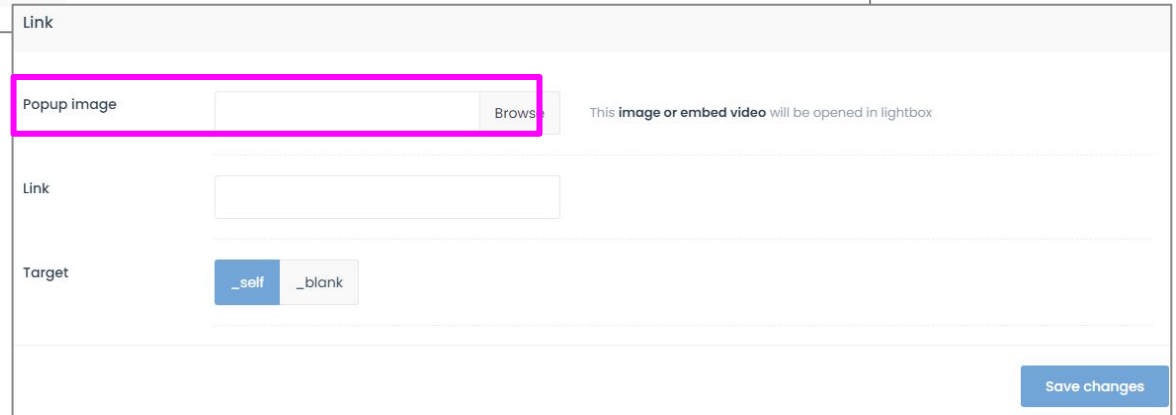 Link
Popup image Browse This image or embed video will be opened in lightbox
Link
Target _self _blank
Save changes